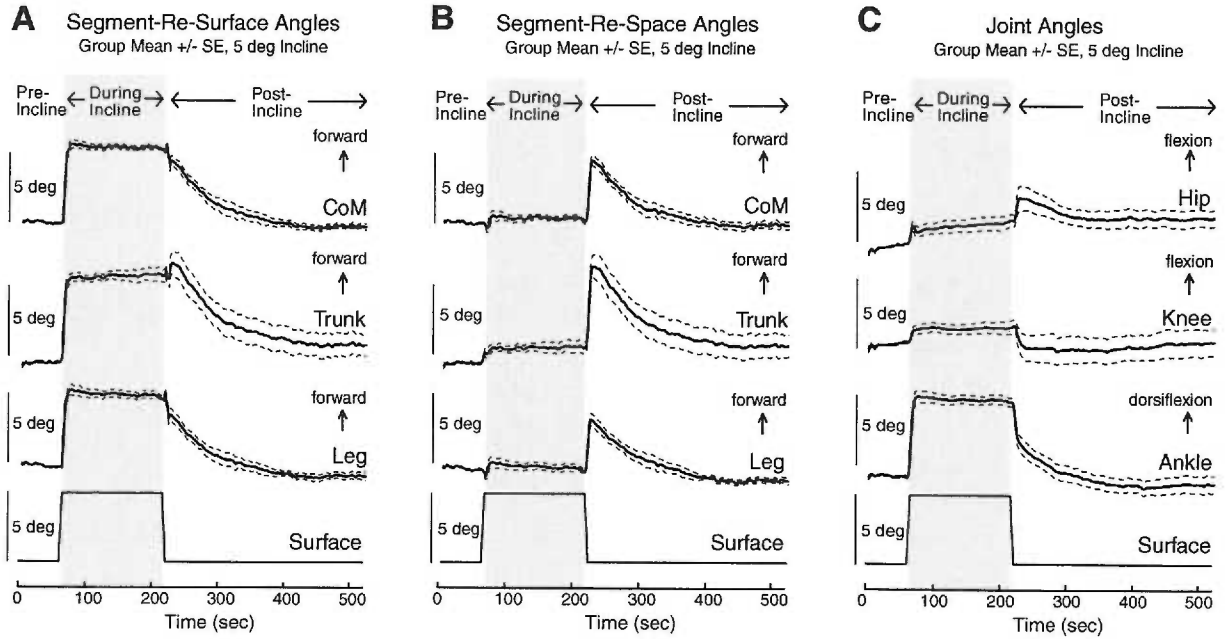 A Segment-Re-Surface Angles
Group Mean +/- SE, 5 deg Incline
Pre-
Incline
During
Incline
Post-
Incline
forward
5 deg
CoM
forward
5 deg
Trunk
forward
5 deg
Leg
5 deg
Surface
0 100 200 300 400 500
Time (sec)
B Segment-Re-Space Angles
Group Mean +/- SE, 5 deg Incline
Pre-
Incline
During
Incline
Post-
Incline
forward
5 deg
CoM
forward
5 deg
Trunk
forward
5 deg
Leg
5 deg
Surface
0 100 200 300 400 500
Time (sec)
C Joint Angles
Group Mean +/- SE, 5 deg Incline
Pre-
Incline
During
Incline
Post-
Incline
flexion
5 deg
Hip
flexion
5 deg
Knee
dorsiflexion
5 deg
Ankle
5 deg
Surface
0 100 200 300 400 500
Time (sec)